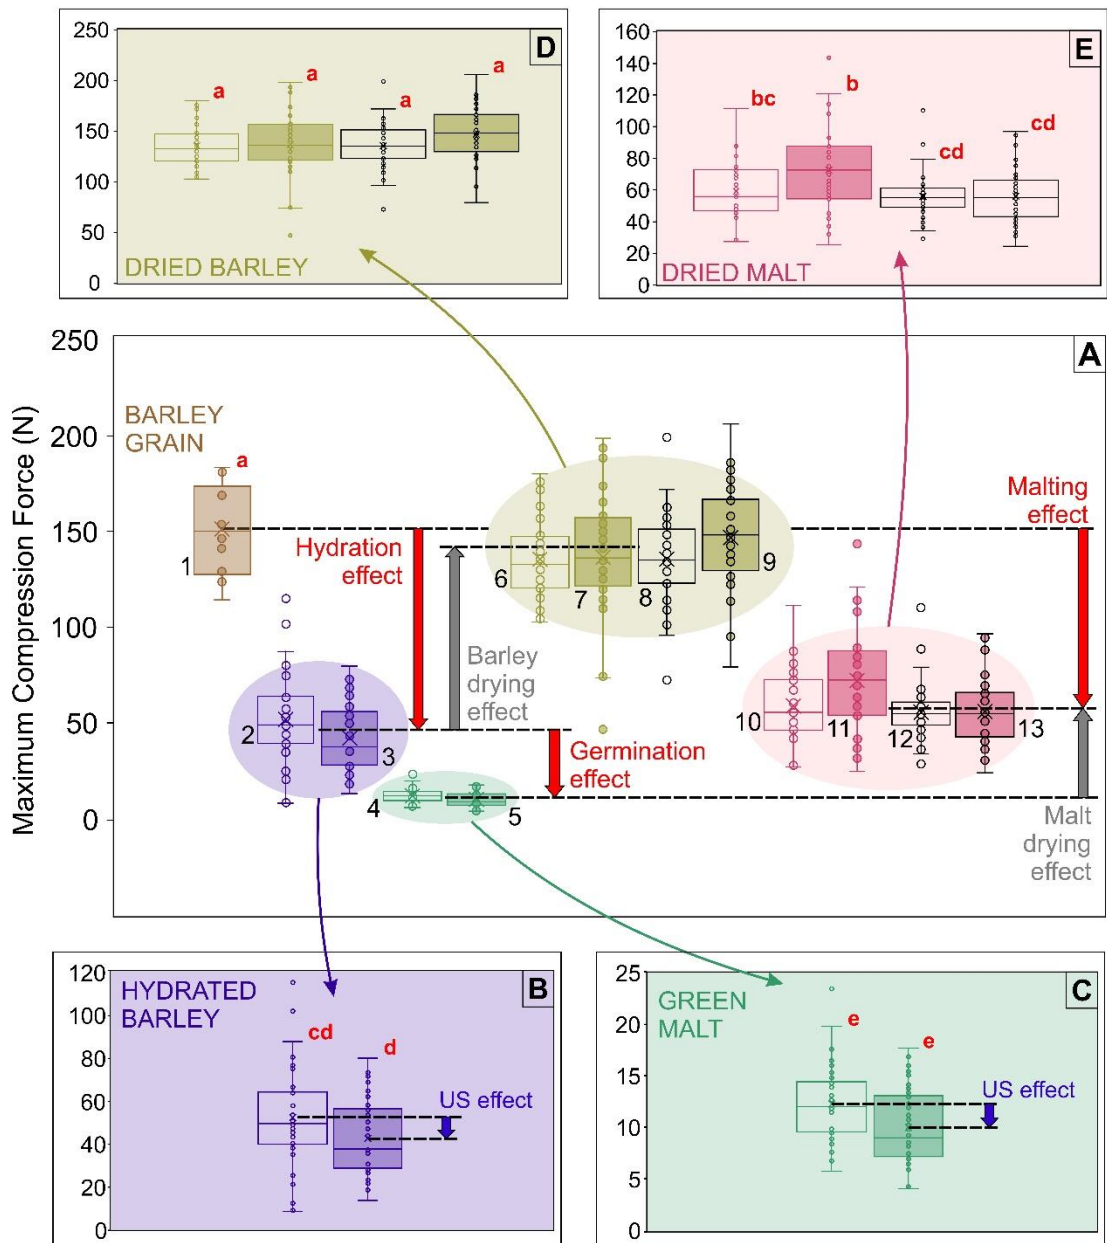 250
200
150
100
50
0
D
a
a
a
a
DRIED BARLEY
160
140
120
100
80
60
40
20
0
E
bc
b
cd
cd
DRIED MALT
Maximum Compression Force (N)
250
200
150
100
50
0
A
BARLEY
GRAIN
a
1
Hydration
effect
6
7
8
9
Malting
effect
Barley
drying
effect
2
3
10
11
12
13
Germination
effect
4
5
Malt
drying
effect
120
100
80
60
40
20
0
HYDRATED
BARLEY
B
cd
d
US effect
25
20
15
10
5
0
GREEN
MALT
C
e
e
US effect